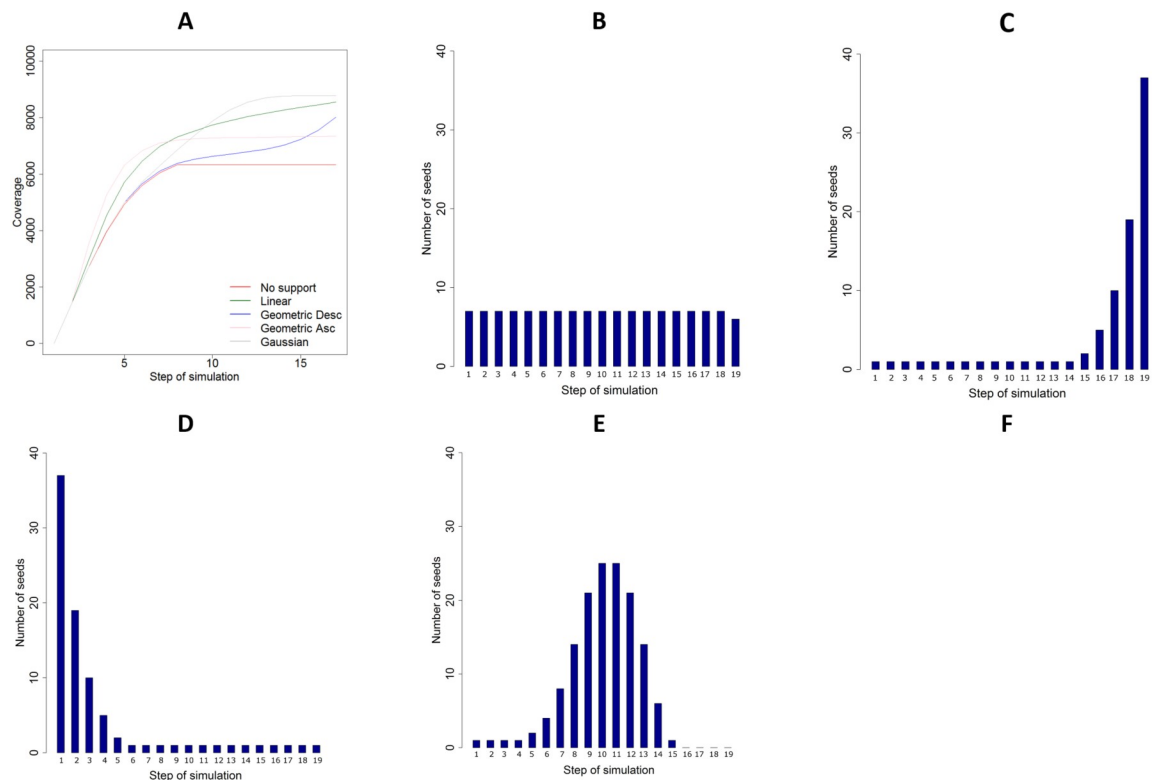 A
Coverage
0 2000 4000 6000 8000 10000
5 10 15
Step of simulation
No support
Linear
Geometric Desc
Geometric Asc
Gaussian
B
Number of seeds
0 10 20 30 40
1 2 3 4 5 6 7 8 9 10 11 12 13 14 15 16 17 18 19
Step of simulation
C
Number of seeds
0 10 20 30 40
1 2 3 4 5 6 7 8 9 10 11 12 13 14 15 16 17 18 19
Step of simulation
D
Number of seeds
0 10 20 30 40
1 2 3 4 5 6 7 8 9 10 11 12 13 14 15 16 17 18 19
Step of simulation
E
Number of seeds
0 10 20 30 40
1 2 3 4 5 6 7 8 9 10 11 12 13 14 15 16 17 18 19
Step of simulation
F